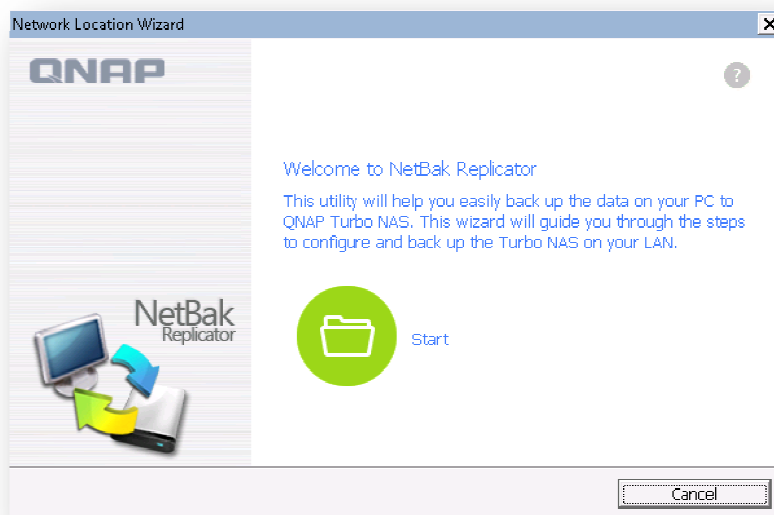 Network Location Wizard
QNAP
?
Welcome to NetBak Replicator
This utility will help you easily back up the data on your PC to
QNAP Turbo NAS. This wizard will guide you through the steps
to configure and back up the Turbo NAS on your LAN.
NetBak
Replicator
Start
Cancel